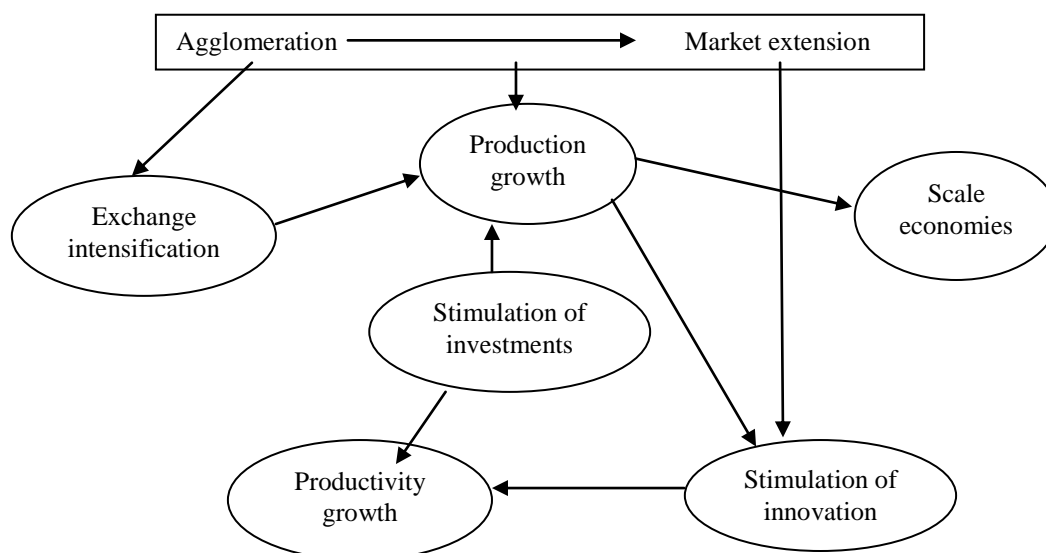 Agglomeration
Market extension
Production
growth
Scale
economies
Exchange
intensification
Stimulation of
investments
Productivity
growth
Stimulation of
innovation